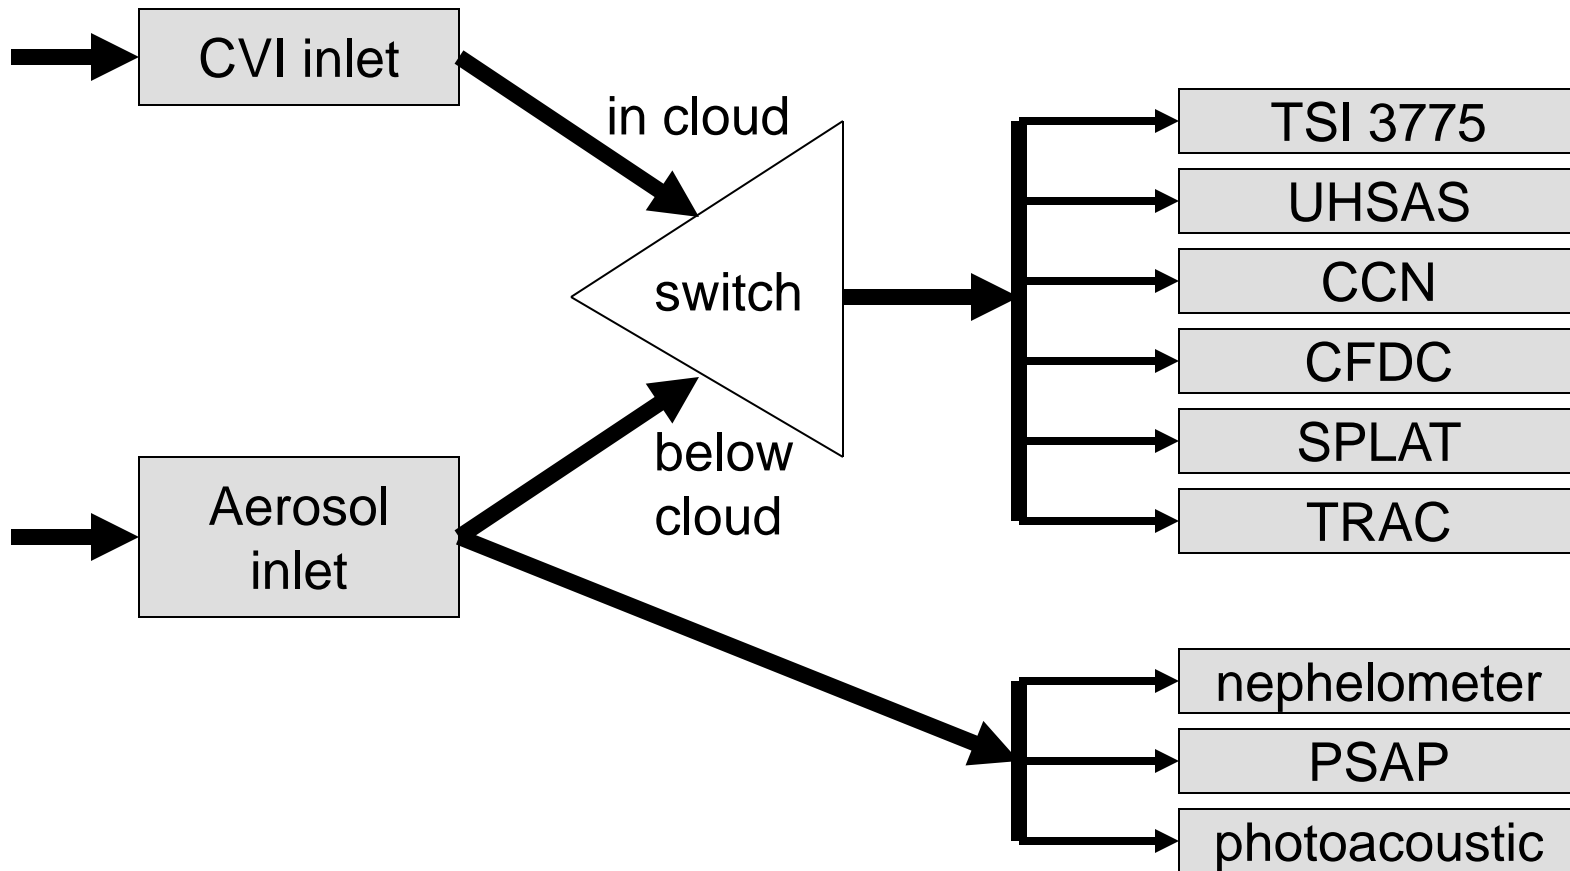 CVI inlet
in cloud
switch
below
cloud
Aerosol
inlet
TSI 3775
UHSAS
CCN
CFDC
SPLAT
TRAC
nephelometer
PSAP
photoacoustic